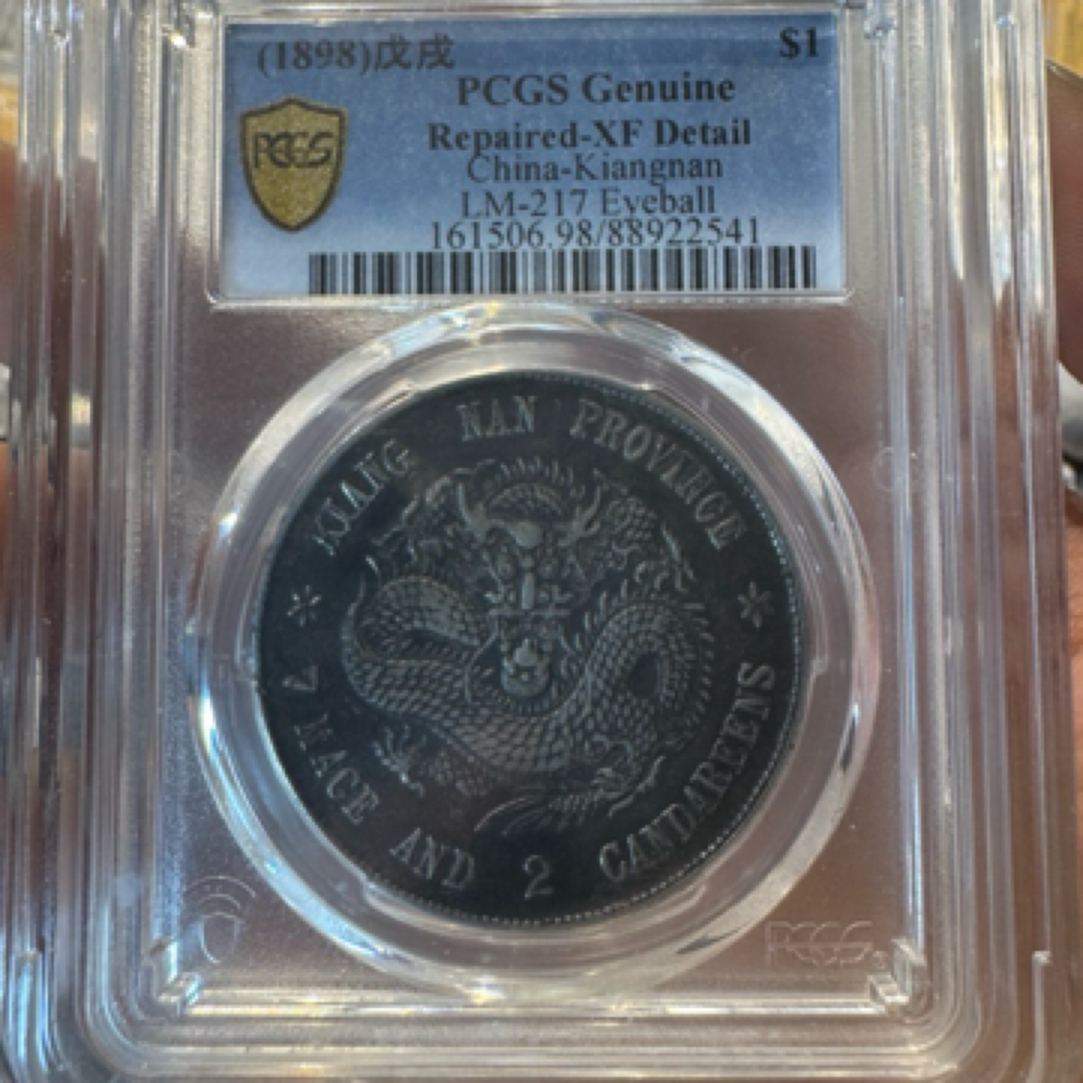 (1898)戊戌 $1
PCGS Genuine
PCGS
Repaired-XF Detail
China-Kiangnan
LM-217 Eyeball
161506.98/88922541
KIANG NAN PROVINCE
7 MACE AND 2 CANDAREENS
PCGS